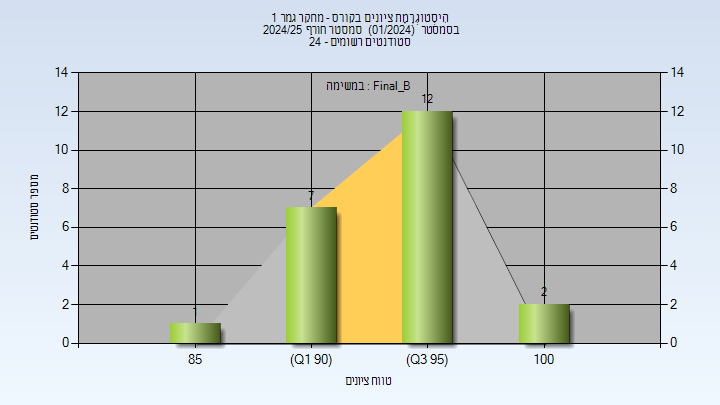 הִיסְטוֹגְרָמַת ציונים בקורס - מחקר גמר 1
בסמסטר (01/2024) סמסטר חורף 2024/25
סטודנטים רשומים - 24
במשימה : Final_B
מספר סטודנטים
14
12
10
8
6
4
2
0
14
12
10
8
6
4
2
0
1
7
12
2
85
(Q1 90)
(Q3 95)
100
טווח ציונים